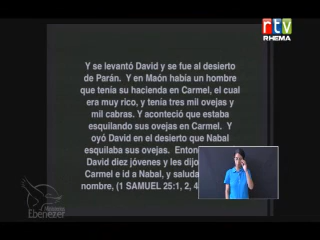 rtv
RHEMA
Y se levantó David y se fue al desierto
de Parán. Y en Maón había un hombre
que tenía su hacienda en Carmel, el cual
era muy rico, y tenía tres mil ovejas y
mil cabras. Y aconteció que estaba
esquilando sus ovejas en Carmel. Y
oyó David en el desierto que Nabal
esquilaba sus ovejas. Enton
David diez jóvenes y les dijo
Carmel e id a Nabal, y saluda
nombre, (1 SAMUEL 25:1, 2, 4
Ministerios
Ebenezer